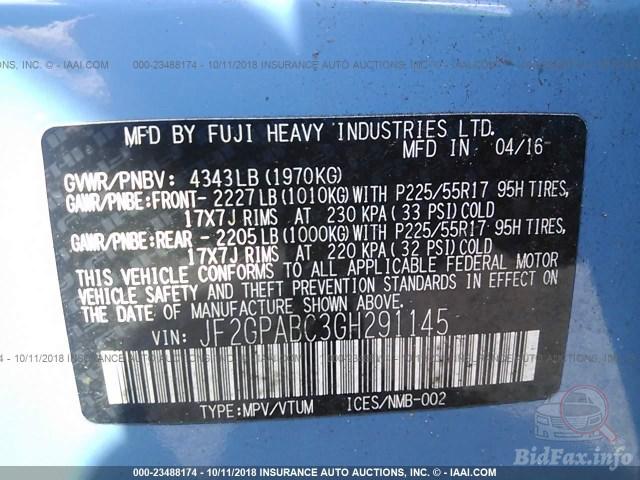 IONS, INC. © - IAAI.COM 000-23488174 - 10/11/2018 INSURANCE AUTO AUCTIONS, INC. © - IAAI.COM 000-
MFD BY FUJI HEAVY INDUSTRIES LTD.
MFD IN 04/16
GVWR/PNBV: 4343LB(1970KG)
GAWR/PNBE:FRONT- 2227LB(1010KG)WITH P225/55R17 95H TIRES,
17X7J RIMS AT 230 KPA(33 PSI)COLD
GAWR/PNBE:REAR - 2205LB(1000KG)WITH P225/55R17 95H TIRES,
17X7J RIMS AT 220 KPA(32 PSI)COLD
THIS VEHICLE CONFORMS TO ALL APPLICABLE FEDERAL MOTOR
VEHICLE SAFETY AND THEFT PREVENTION STANDARDS IN EFFECT ON
THE DATE OF MANUFACTURE SHOWN ABOVE.
VIN: JF2GPABC3GH291145
TYPE:MPV/VTUM ICES/NMB-002
BidFax.info
000-23488174 - 10/11/2018 INSURANCE AUTO AUCTIONS, INC. © - IAAI.COM